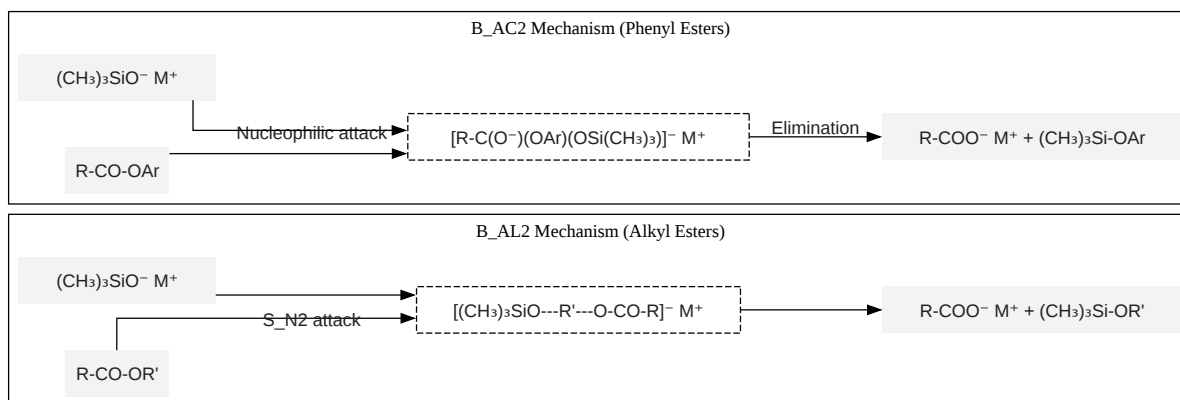 B_AC2 Mechanism (Phenyl Esters)
(CH₃)₃SiO⁻ M⁺
Nucleophilic attack
R-CO-OAr
[R-C(O⁻)(OAr)(OSi(CH₃)₃)]⁻ M⁺
Elimination
R-COO⁻ M⁺ + (CH₃)₃Si-OAr
B_AL2 Mechanism (Alkyl Esters)
(CH₃)₃SiO⁻ M⁺
S_N2 attack
R-CO-OR'
[(CH₃)₃SiO---R'---O-CO-R]⁻ M⁺
R-COO⁻ M⁺ + (CH₃)₃Si-OR'